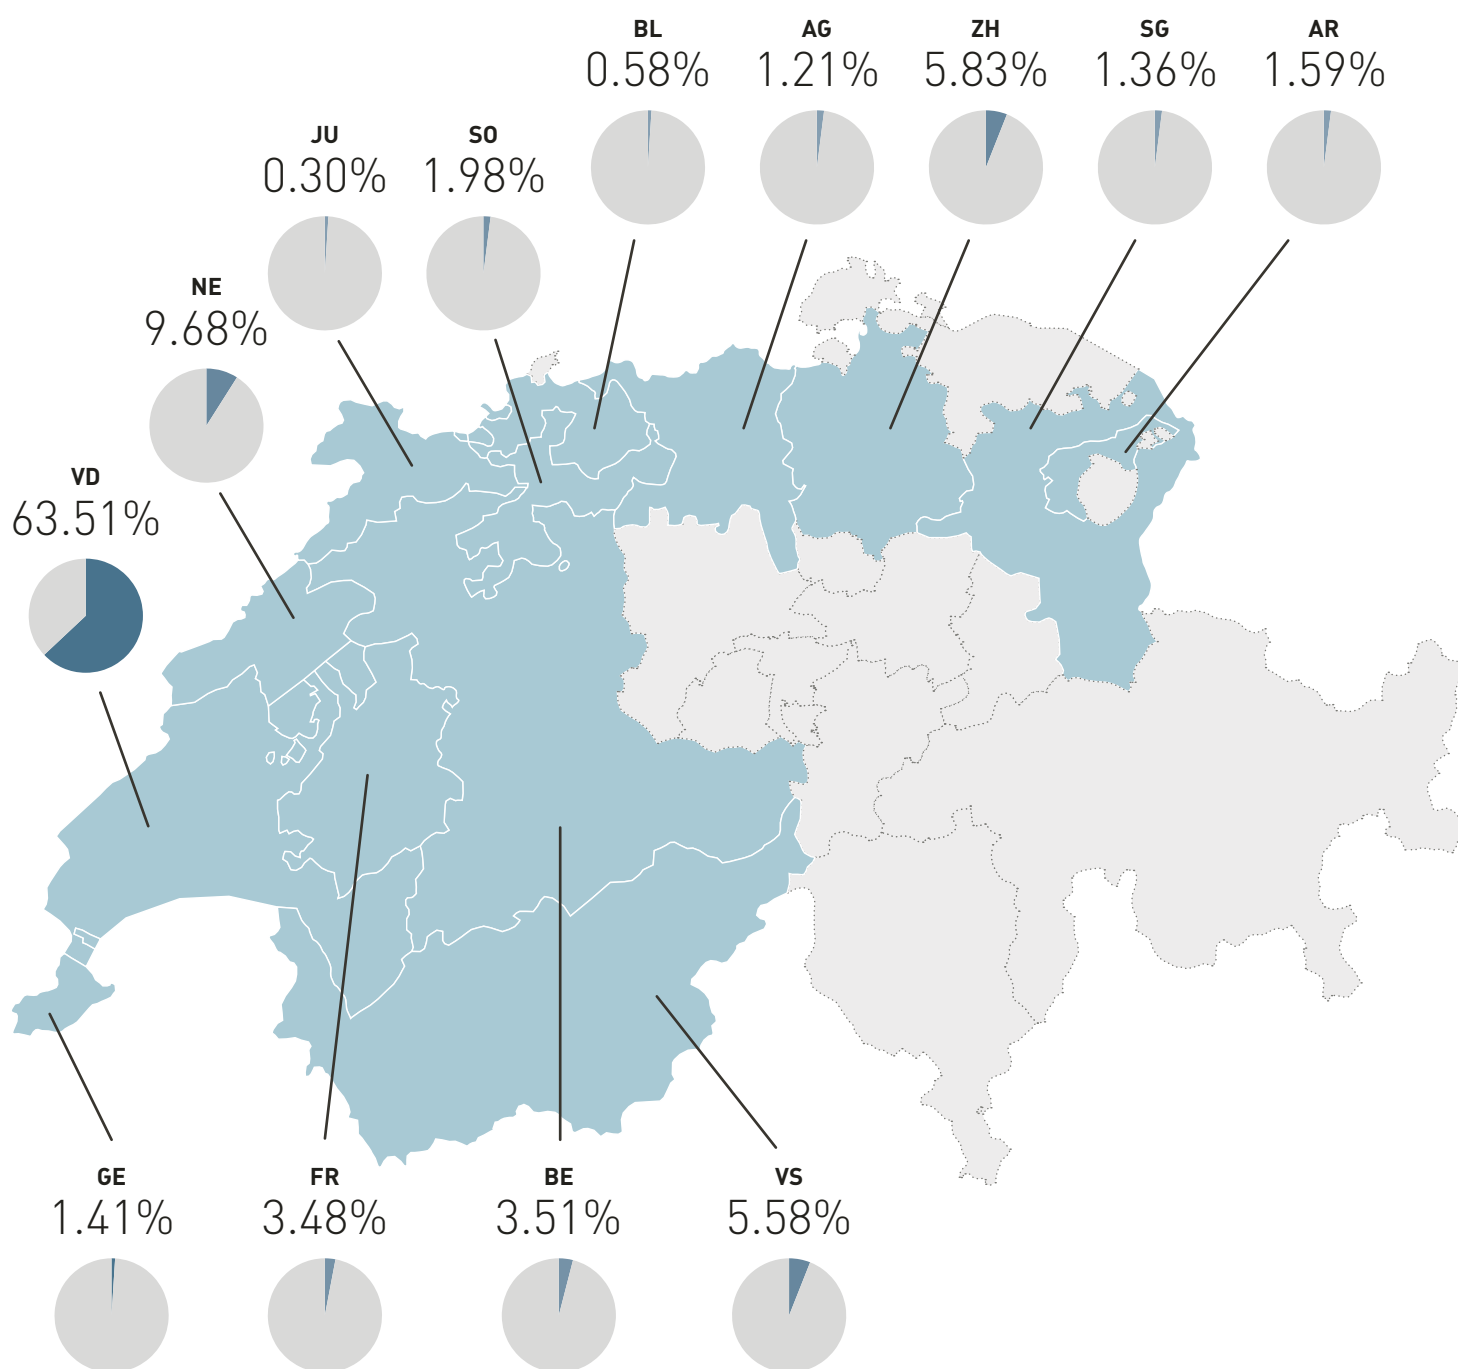 BL
0.58%
AG
1.21%
ZH
5.83%
SG
1.36%
AR
1.59%
JU
0.30%
SO
1.98%
NE
9.68%
VD
63.51%
GE
1.41%
FR
3.48%
BE
3.51%
VS
5.58%